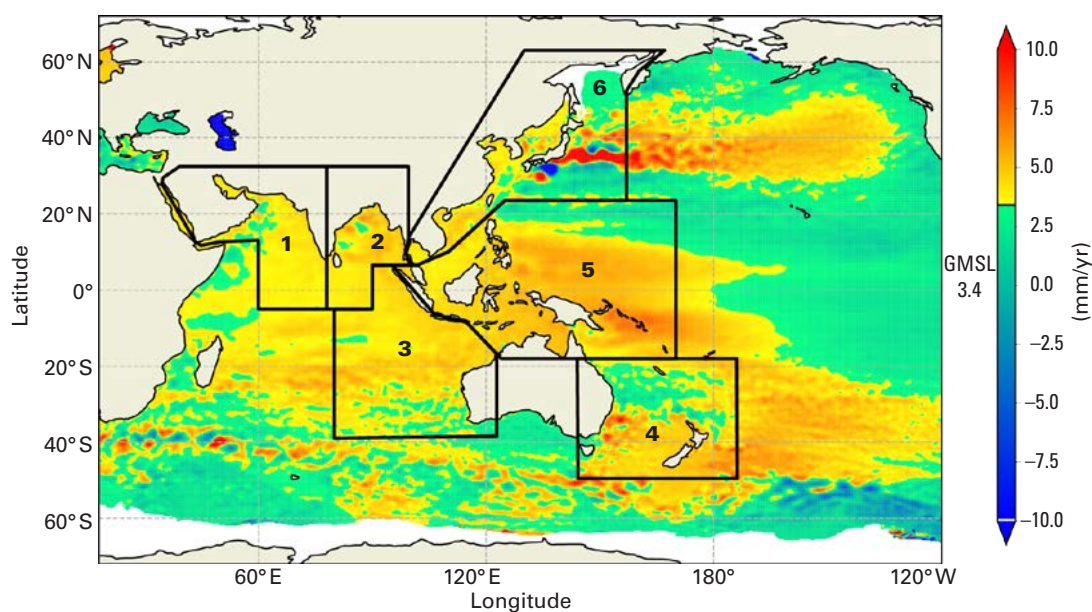 60° N
40° N
20° N
0°
20° S
40° S
60° S
Latitude
60° E
120° E
180°
120° W
Longitude
1
2
3
4
5
6
GMSL
3.4
10.0
7.5
5.0
2.5
0.0
−2.5
−5.0
−7.5
−10.0
(mm/yr)